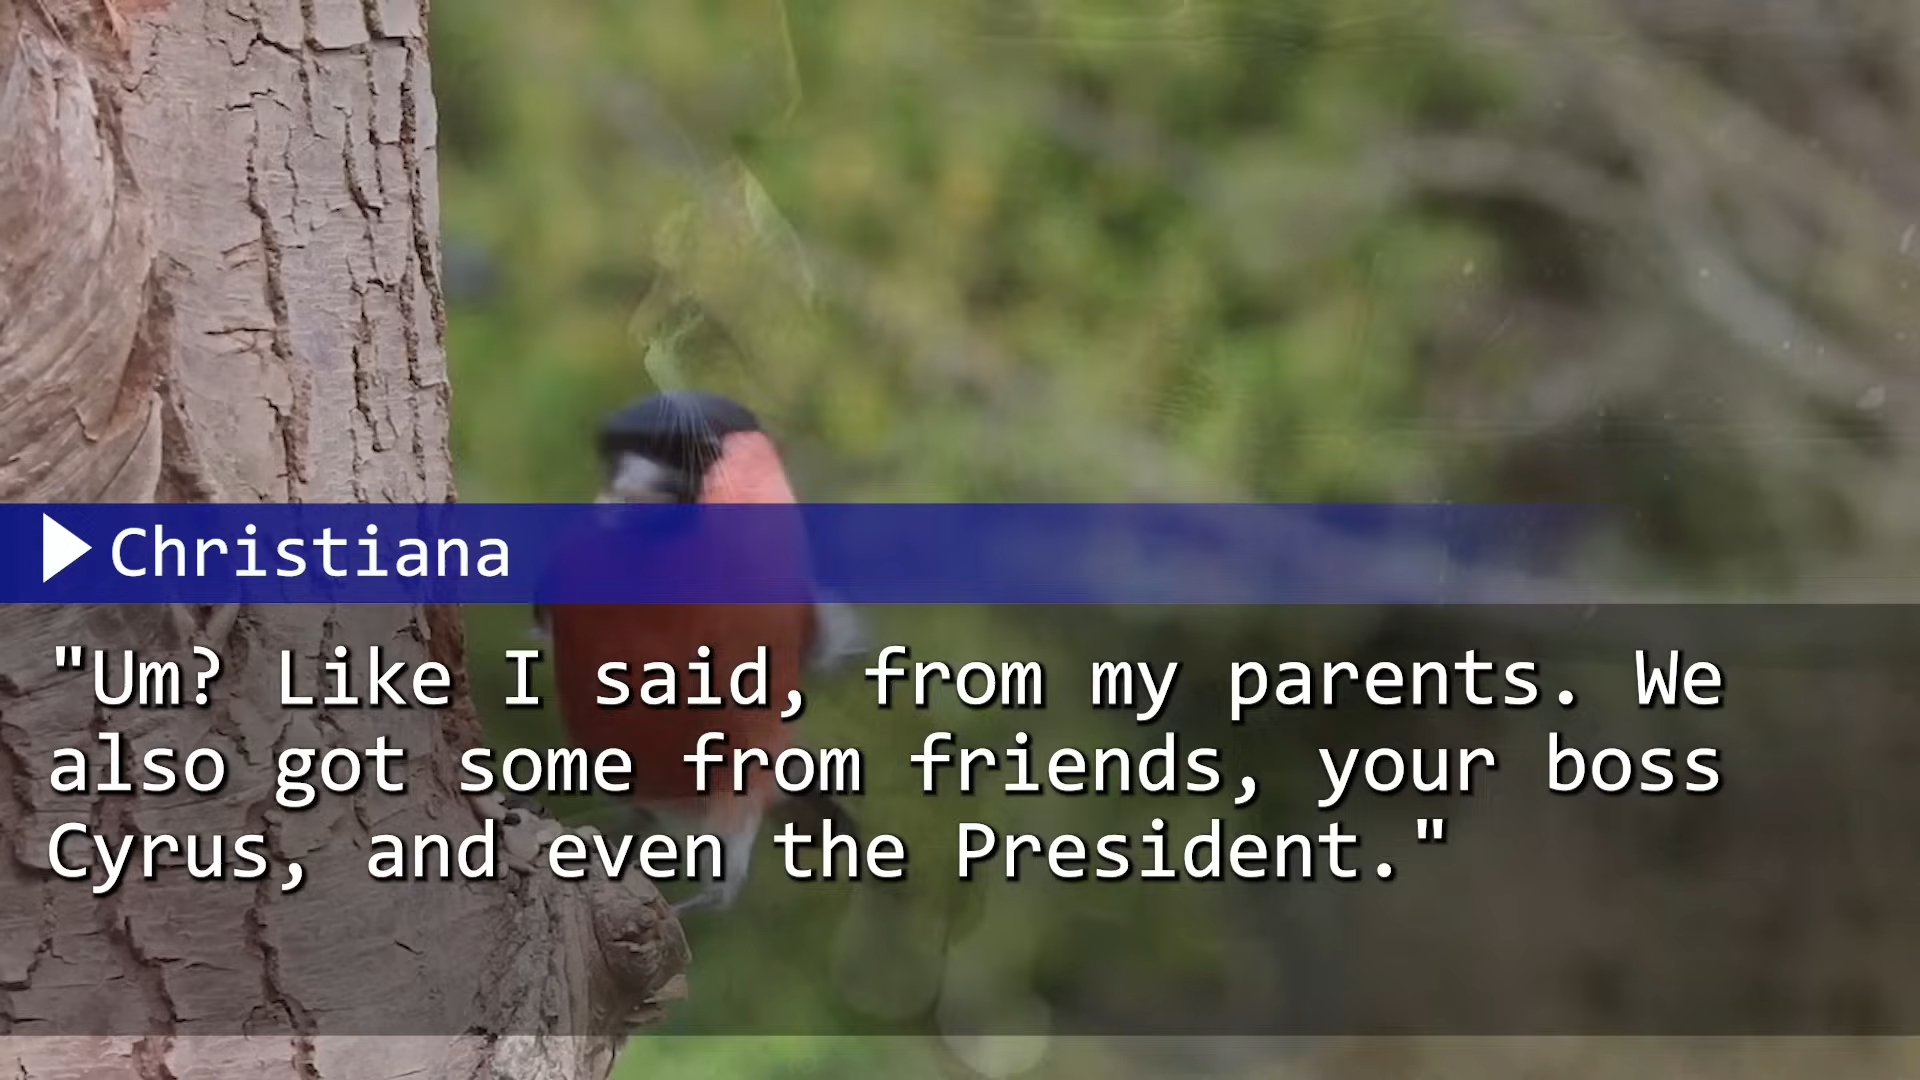 Christiana
"Um? Like I said, from my parents. We
also got some from friends, your boss
Cyrus, and even the President."